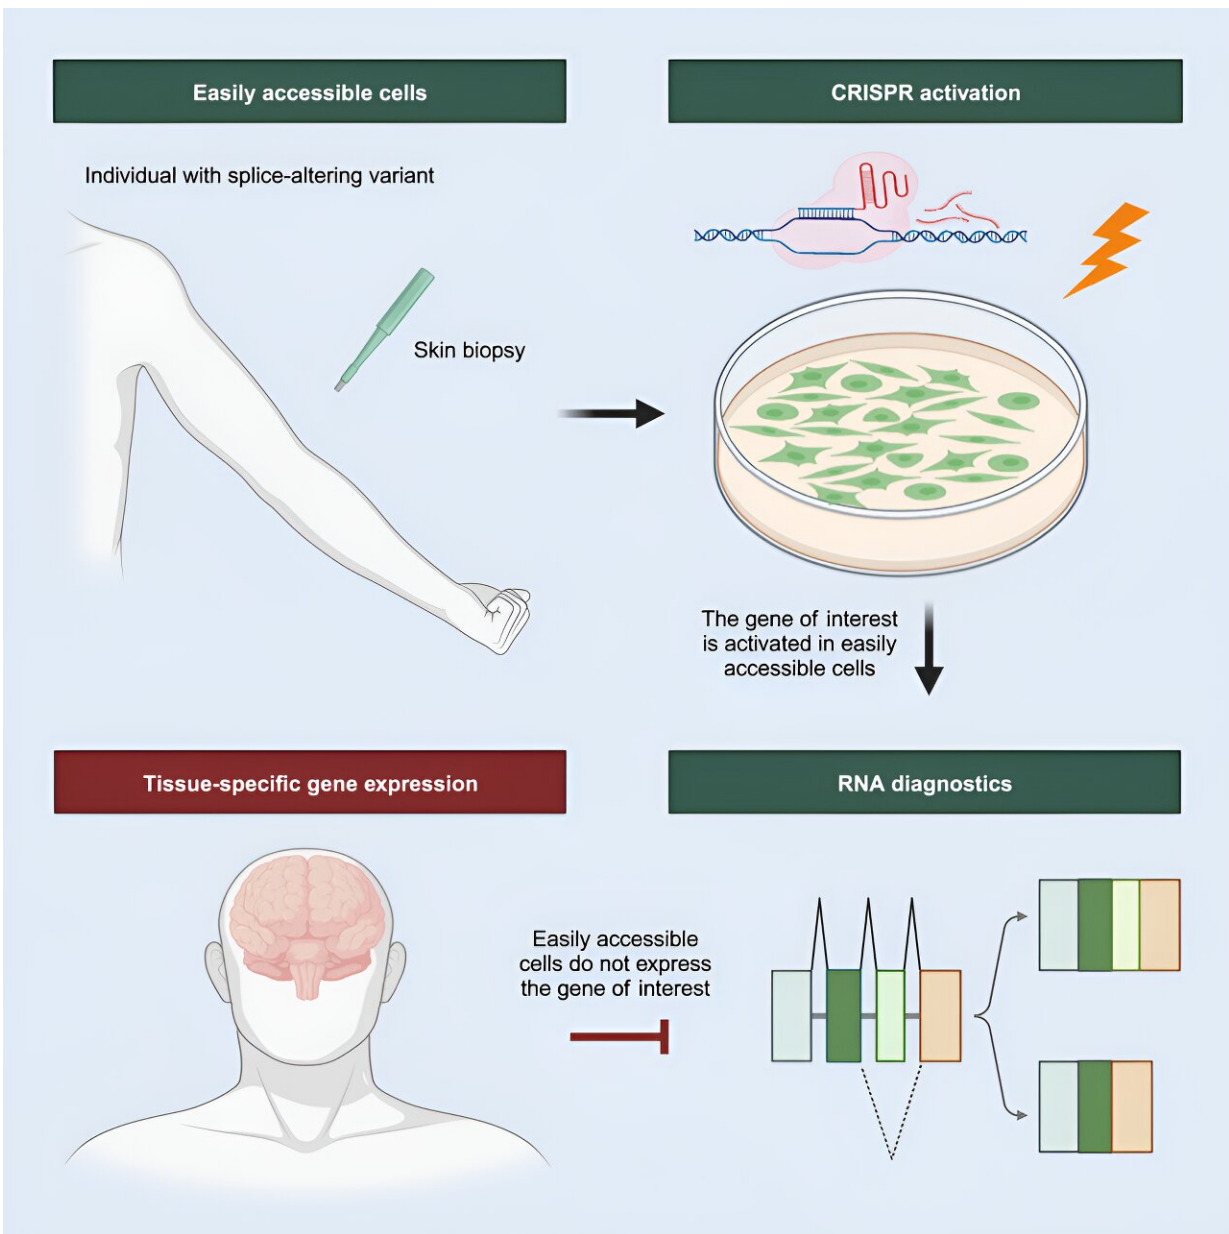 Easily accessible cells
Individual with splice-altering variant
Skin biopsy
CRISPR activation
The gene of interest
is activated in easily
accessible cells
Tissue-specific gene expression
Easily accessible
cells do not express
the gene of interest
RNA diagnostics